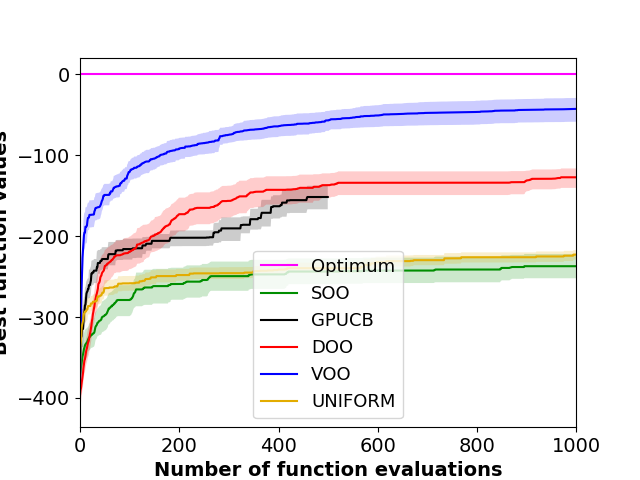 0
−100
−200
−300
−400
0
200
400
600
800
1000
Number of function evaluations
Best function values
Optimum
SOO
GPUCB
DOO
VOO
UNIFORM